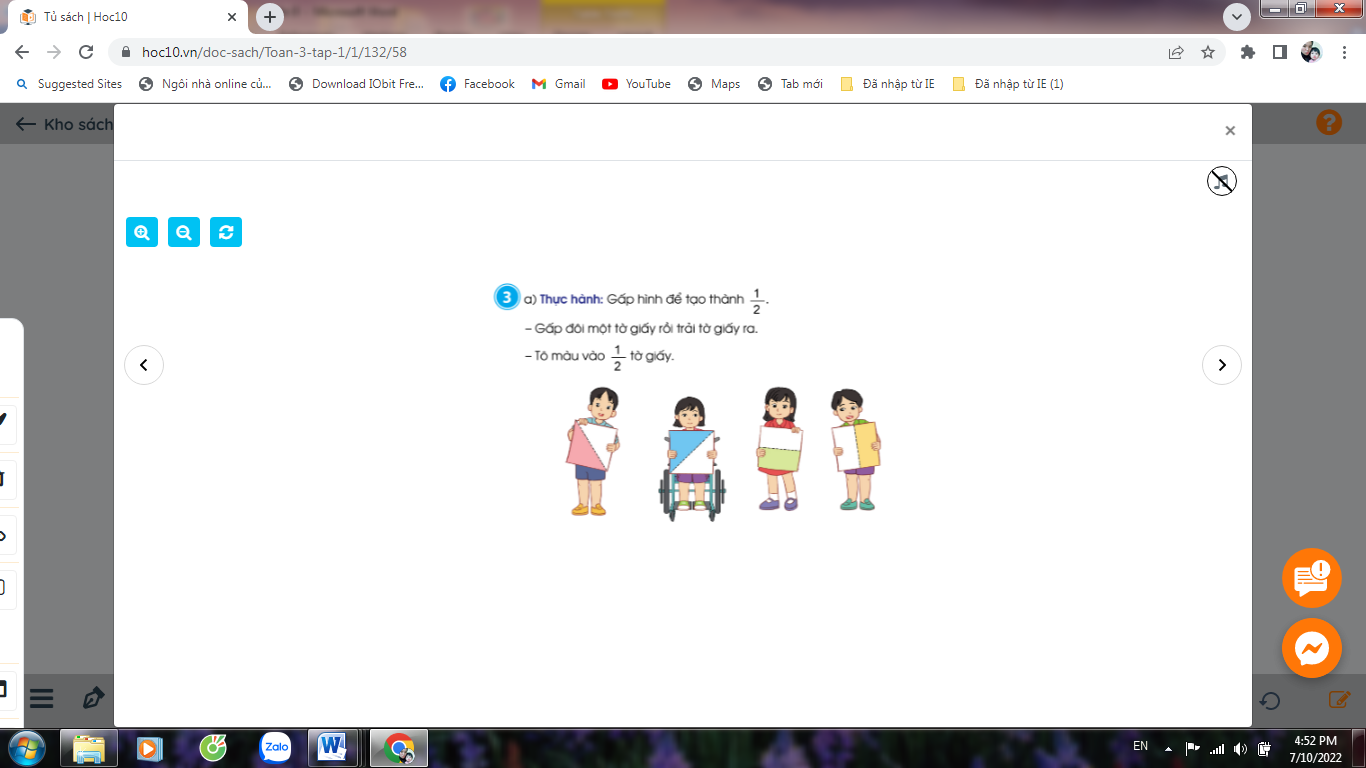 Tủ sách | Hoc10
hoc10.vn/doc-sach/Toan-3-tap-1/1/132/58
Suggested Sites
Ngôi nhà online củ...
Download IObit Fre...
Facebook
Gmail
YouTube
Maps
Tab mới
Đã nhập từ IE
Đã nhập từ IE (1)
Kho sách
3 a) Thực hành: Gấp hình để tạo thành 1/2.
– Gấp đôi một tờ giấy rồi trải tờ giấy ra.
– Tô màu vào 1/2 tờ giấy.
Zalo
EN
4:52 PM
7/10/2022